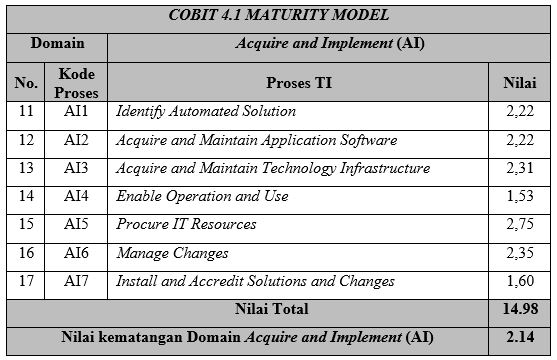 COBIT 4.1 MATURITY MODEL
Domain Acquire and Implement (AI)
No. Kode Proses Proses TI Nilai
11 AI1 Identify Automated Solution 2,22
12 AI2 Acquire and Maintain Application Software 2,22
13 AI3 Acquire and Maintain Technology Infrastructure 2,31
14 AI4 Enable Operation and Use 1,53
15 AI5 Procure IT Resources 2,75
16 AI6 Manage Changes 2,35
17 AI7 Install and Accredit Solutions and Changes 1,60
Nilai Total 14.98
Nilai kematangan Domain Acquire and Implement (AI) 2.14